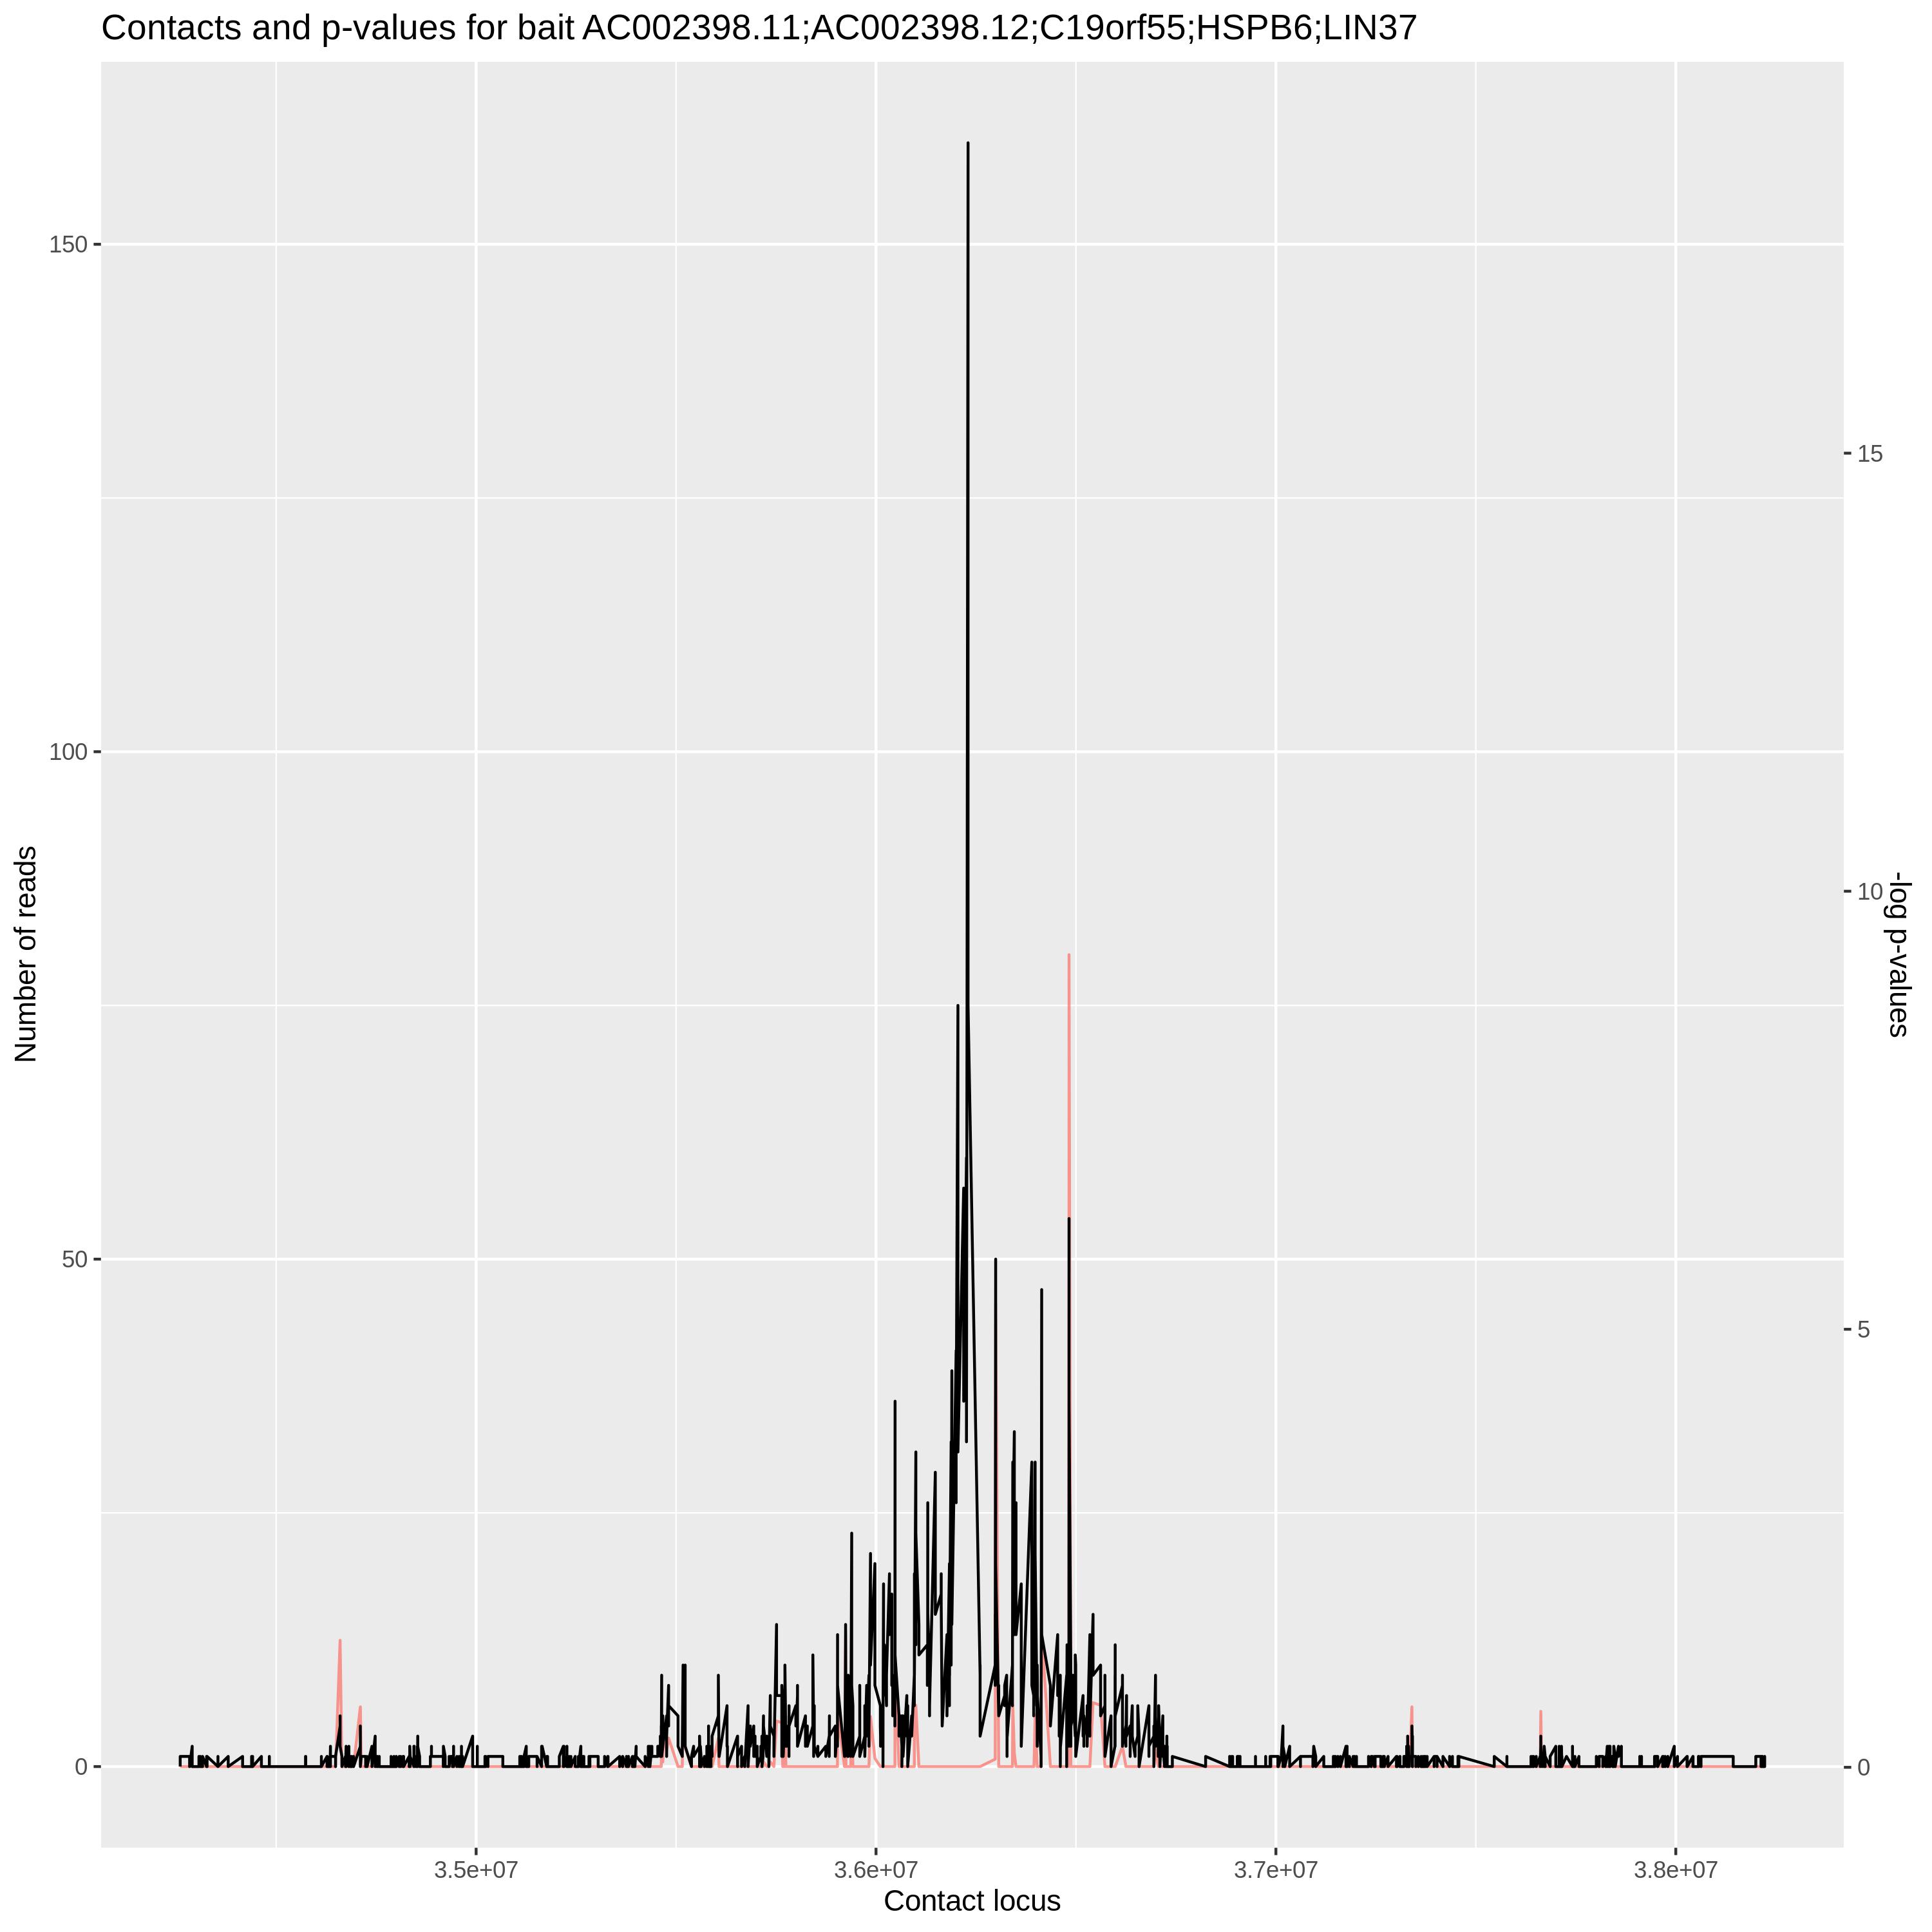 Contacts and p-values for bait AC002398.11;AC002398.12;C19orf55;HSPB6;LIN37
150
100
50
0
Number of reads
15
10
5
0
-log p-values
3.5e+07
3.6e+07
3.7e+07
3.8e+07
Contact locus